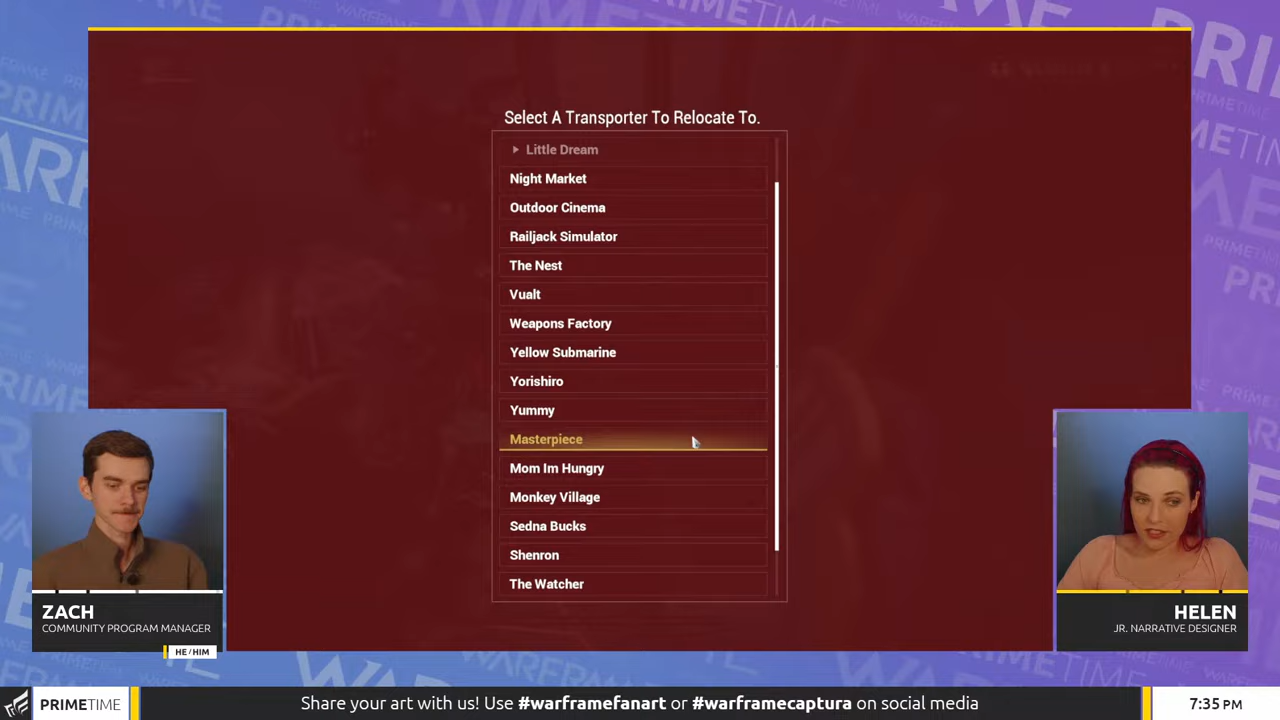 Select A Transporter To Relocate To.
Little Dream
Night Market
Outdoor Cinema
Railjack Simulator
The Nest
Vualt
Weapons Factory
Yellow Submarine
Yorishiro
Yummy
Masterpiece
Mom Im Hungry
Monkey Village
Sedna Bucks
Shenron
The Watcher
ZACH
COMMUNITY PROGRAM MANAGER
HE/HIM
HELEN
JR. NARRATIVE DESIGNER
PRIMETIME
Share your art with us! Use #warframefanart or #warframecaptura on social media
7:35 PM